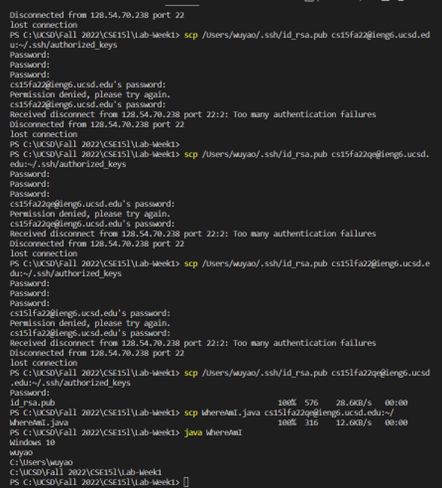 Disconnected from 128.54.70.238 port 22
lost connection
PS C:\UCSD\Fall 2022\CSE15l\Lab-Week1> scp /Users/wuyao/.ssh/id_rsa.pub cs15fa22@ieng6.ucsd.ed
u:~/.ssh/authorized_keys
Password:
Password:
Password:
cs15fa22@ieng6.ucsd.edu's password:
Permission denied, please try again.
cs15fa22@ieng6.ucsd.edu's password:
Received disconnect from 128.54.70.238 port 22:2: Too many authentication failures
Disconnected from 128.54.70.238 port 22
lost connection
PS C:\UCSD\Fall 2022\CSE15l\Lab-Week1>
PS C:\UCSD\Fall 2022\CSE15l\Lab-Week1> scp /Users/wuyao/.ssh/id_rsa.pub cs15fa22qe@ieng6.ucsd.
edu:~/.ssh/authorized_keys
Password:
Password:
Password:
cs15fa22qe@ieng6.ucsd.edu's password:
Permission denied, please try again.
cs15fa22qe@ieng6.ucsd.edu's password:
Received disconnect from 128.54.70.238 port 22:2: Too many authentication failures
Disconnected from 128.54.70.238 port 22
lost connection
PS C:\UCSD\Fall 2022\CSE15l\Lab-Week1> scp /Users/wuyao/.ssh/id_rsa.pub cs15lfa22@ieng6.ucsd.e
du:~/.ssh/authorized_keys
Password:
Password:
Password:
cs15lfa22@ieng6.ucsd.edu's password:
Permission denied, please try again.
cs15lfa22@ieng6.ucsd.edu's password:
Received disconnect from 128.54.70.238 port 22:2: Too many authentication failures
Disconnected from 128.54.70.238 port 22
lost connection
PS C:\UCSD\Fall 2022\CSE15l\Lab-Week1> scp /Users/wuyao/.ssh/id_rsa.pub cs15lfa22qe@ieng6.ucsd
.edu:~/.ssh/authorized_keys
Password:
id_rsa.pub 100% 576 28.6KB/s 00:00
PS C:\UCSD\Fall 2022\CSE15l\Lab-Week1> scp WhereAmI.java cs15lfa22qe@ieng6.ucsd.edu:~/
WhereAmI.java 100% 316 12.6KB/s 00:00
PS C:\UCSD\Fall 2022\CSE15l\Lab-Week1> java WhereAmI
Windows 10
wuyao
C:\Users\wuyao
C:\UCSD\Fall 2022\CSE15l\Lab-Week1
PS C:\UCSD\Fall 2022\CSE15l\Lab-Week1>